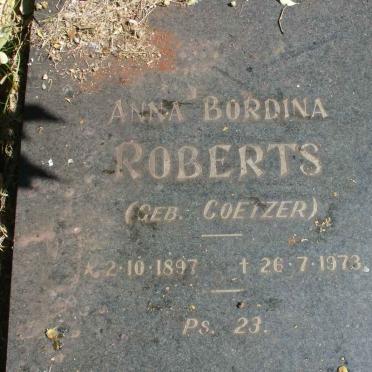 ANNA BORDINA
ROBERTS
(GEB. COETZER)
* 2·10·1897 † 26·7·1973.
Ps. 23.